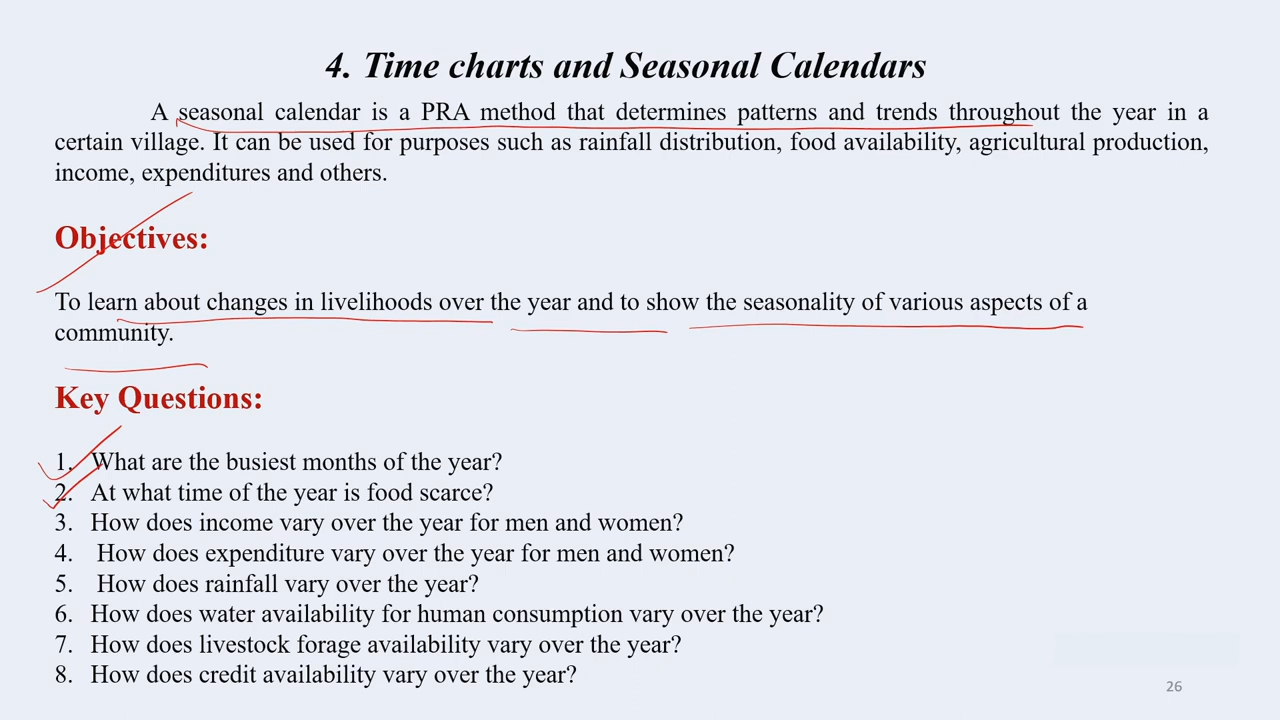 4. Time charts and Seasonal Calendars
A seasonal calendar is a PRA method that determines patterns and trends throughout the year in a
certain village. It can be used for purposes such as rainfall distribution, food availability, agricultural production,
income, expenditures and others.
Objectives:
To learn about changes in livelihoods over the year and to show the seasonality of various aspects of a
community.
Key Questions:
1. What are the busiest months of the year?
2. At what time of the year is food scarce?
3. How does income vary over the year for men and women?
4. How does expenditure vary over the year for men and women?
5. How does rainfall vary over the year?
6. How does water availability for human consumption vary over the year?
7. How does livestock forage availability vary over the year?
8. How does credit availability vary over the year?
26